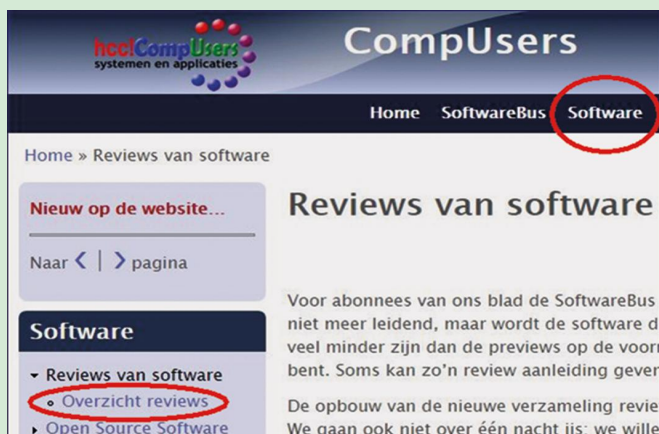 hcc!CompUsers
systemen en applicaties
CompUsers
Home SoftwareBus Software
Home » Reviews van software
Nieuw op de website...
Naar ❮ | ❯ pagina
Software
▾ Reviews van software
◦ Overzicht reviews
▸ Open Source Software
Reviews van software
Voor abonnees van ons blad de SoftwareBus
niet meer leidend, maar wordt de software d
veel minder zijn dan de previews op de voor
bent. Soms kan zo’n review aanleiding gever
De opbouw van de nieuwe verzameling revie
We gaan ook niet over één nacht ijs: we wille